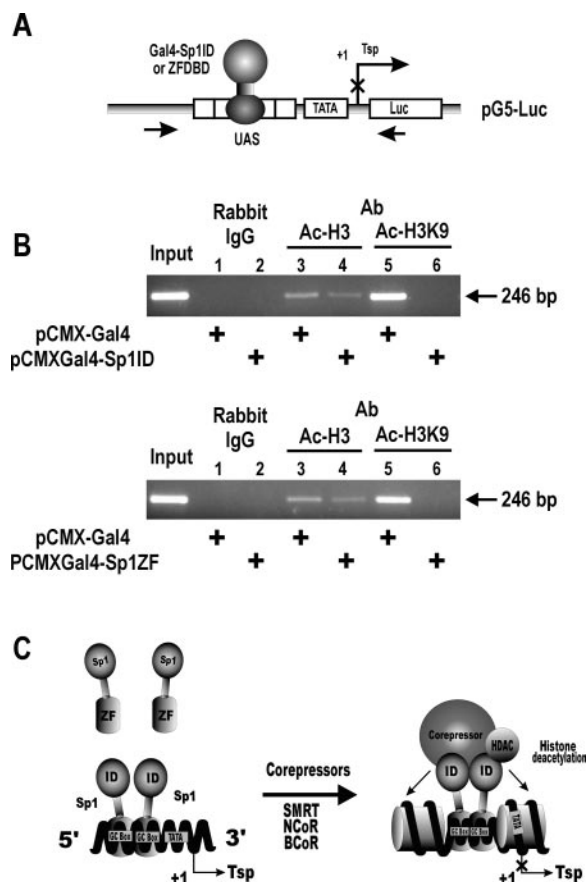 A
Gal4-Sp1ID
or ZFDBD
+1
Tsp
TATA
Luc
pG5-Luc
UAS
B
Rabbit
IgG
Ab
Ac-H3
Ac-H3K9
Input
1 2 3 4 5 6
246 bp
pCMX-Gal4
+ + +
pCMXGal4-Sp1ID
+ + +
Rabbit
IgG
Ab
Ac-H3
Ac-H3K9
Input
1 2 3 4 5 6
246 bp
pCMX-Gal4
+ + +
PCMXGal4-Sp1ZF
+ + +
C
Sp1
Sp1
ZF
ZF
ID
ID
Sp1
Sp1
5'
GC Box
GC Box
TATA
3'
+1
Tsp
Corepressors
SMRT
NCoR
BCoR
Corepressor
HDAC
Histone
deacetylation
ID
ID
GC Box
GC Box
TATA
+1
Tsp